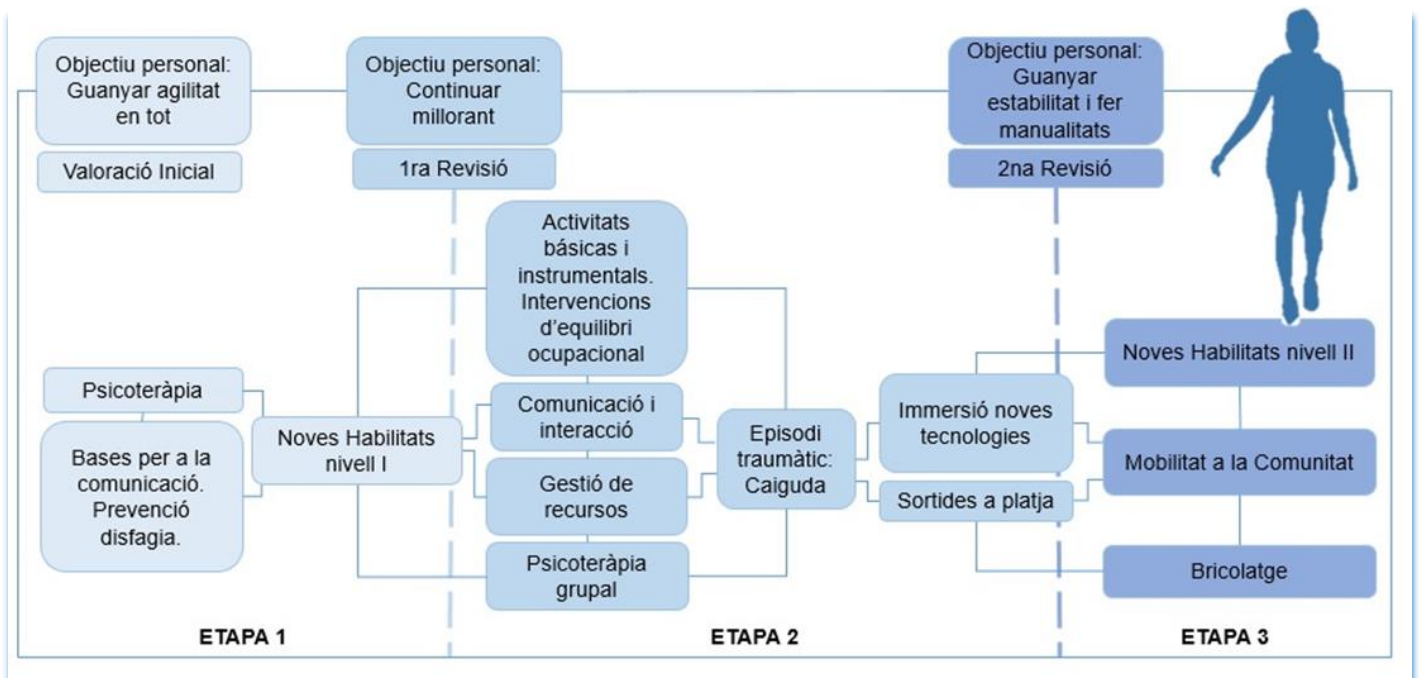 Objectiu personal:
Guanyar agilitat
en tot
Valoració Inicial
Objectiu personal:
Continuar
millorant
1ra Revisió
Objectiu personal:
Guanyar
estabilitat i fer
manualitats
2na Revisió
Psicoteràpia
Bases per a la
comunicació.
Prevenció
disfagia.
Noves Habilitats
nivell I
Activitats
básicas i
instrumentals.
Intervencions
d'equilibri
ocupacional
Comunicació i
interacció
Gestió de
recursos
Psicoteràpia
grupal
Episodi
traumàtic:
Caiguda
Immersió noves
tecnologies
Sortides a platja
Noves Habilitats nivell II
Mobilitat a la Comunitat
Bricolatge
ETAPA 1
ETAPA 2
ETAPA 3